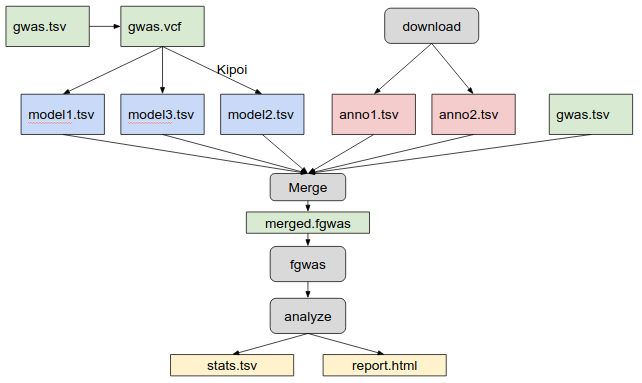 gwas.tsv
gwas.vcf
download
Kipoi
model1.tsv
model3.tsv
model2.tsv
anno1.tsv
anno2.tsv
gwas.tsv
Merge
merged.fgwas
fgwas
analyze
stats.tsv
report.html